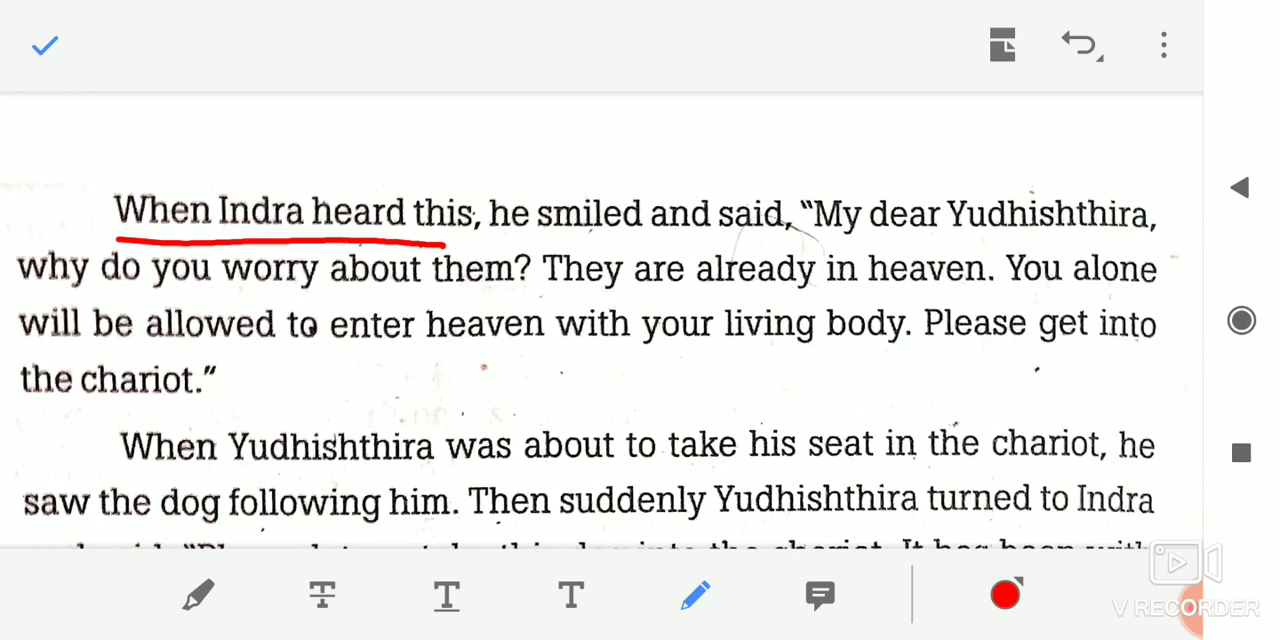 When Indra heard this, he smiled and said, “My dear Yudhishthira,
why do you worry about them? They are already in heaven. You alone
will be allowed to enter heaven with your living body. Please get into
the chariot.”
When Yudhishthira was about to take his seat in the chariot, he
saw the dog following him. Then suddenly Yudhishthira turned to Indra
T T T
V RECORDER